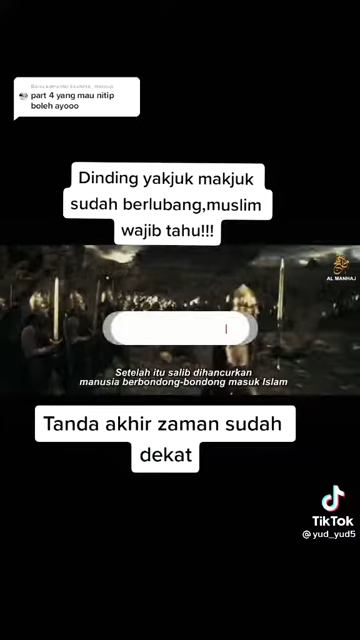 part 4 yang mau nitip
boleh ayooo
Dinding yakjuk makjuk
sudah berlubang,muslim
wajib tahu!!!
AL MANHAJ
Setelah itu salib dihancurkan
manusia berbondong-bondong masuk Islam
Tanda akhir zaman sudah
dekat
TikTok
@yud_yud5